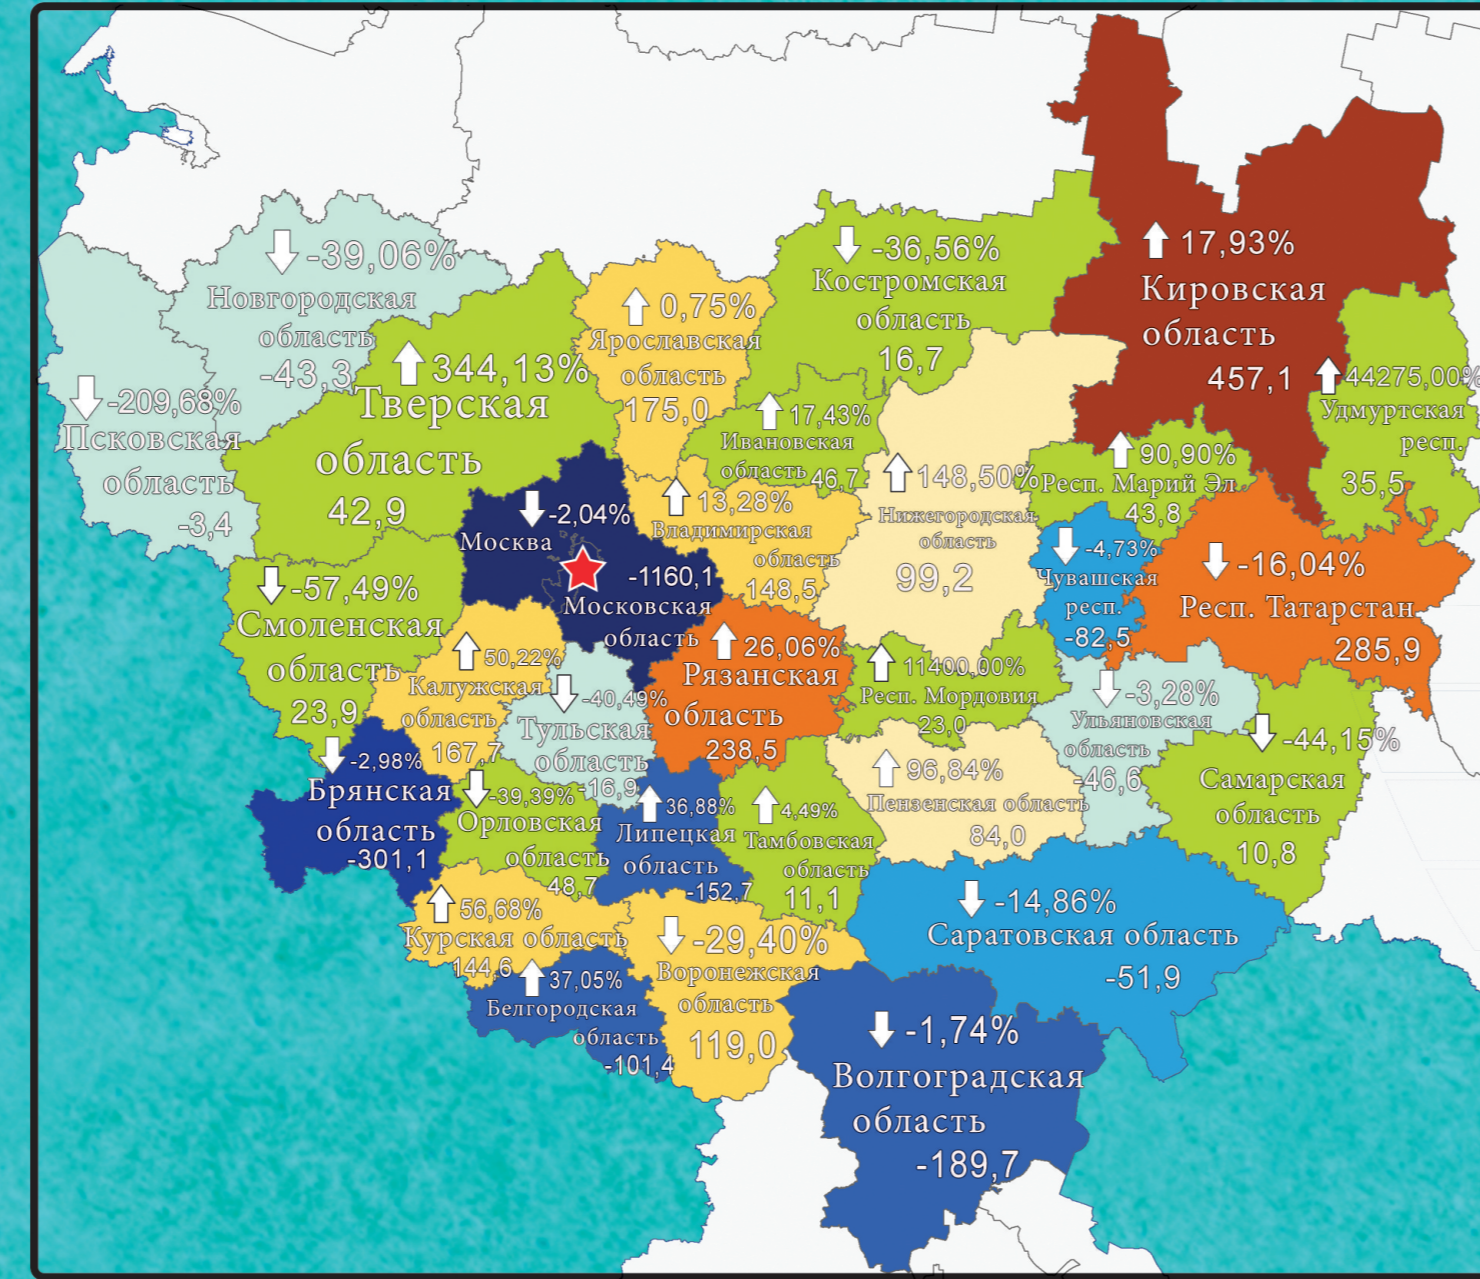 -39,06%
Новгородская
область
-43,3
-209,68%
Псковская
область
-3,4
344,13%
Тверская
область
42,9
0,75%
Ярославская
область
175,0
-36,56%
Костромская
область
16,7
17,93%
Кировская
область
457,1
44275,00%
Удмуртская
респ.
35,5
17,43%
Ивановская
область 46,7
148,50%
Нижегородская
область
99,2
90,90%
Респ. Марий Эл
43,8
-2,04%
Москва
-1160,1
Московская
область
13,28%
Владимирская
область
148,5
-4,73%
Чувашская
респ.
-82,5
-16,04%
Респ. Татарстан
285,9
-57,49%
Смоленская
область
23,9
50,22%
Калужская
область
167,7
-40,49%
Тульская
область
-16,9
26,06%
Рязанская
область
238,5
11400,00%
Респ. Мордовия
23,0
-3,28%
Ульяновская
область
-46,6
-44,15%
Самарская
область
10,8
-2,98%
Брянская
область
-301,1
-39,39%
Орловская
область
48,7
36,88%
Липецкая
область
-152,7
4,49%
Тамбовская
область
11,1
96,84%
Пензенская область
84,0
56,68%
Курская область
144,6
37,05%
Белгородская
область
-101,4
-29,40%
Воронежская
область
119,0
-14,86%
Саратовская область
-51,9
-1,74%
Волгоградская
область
-189,7